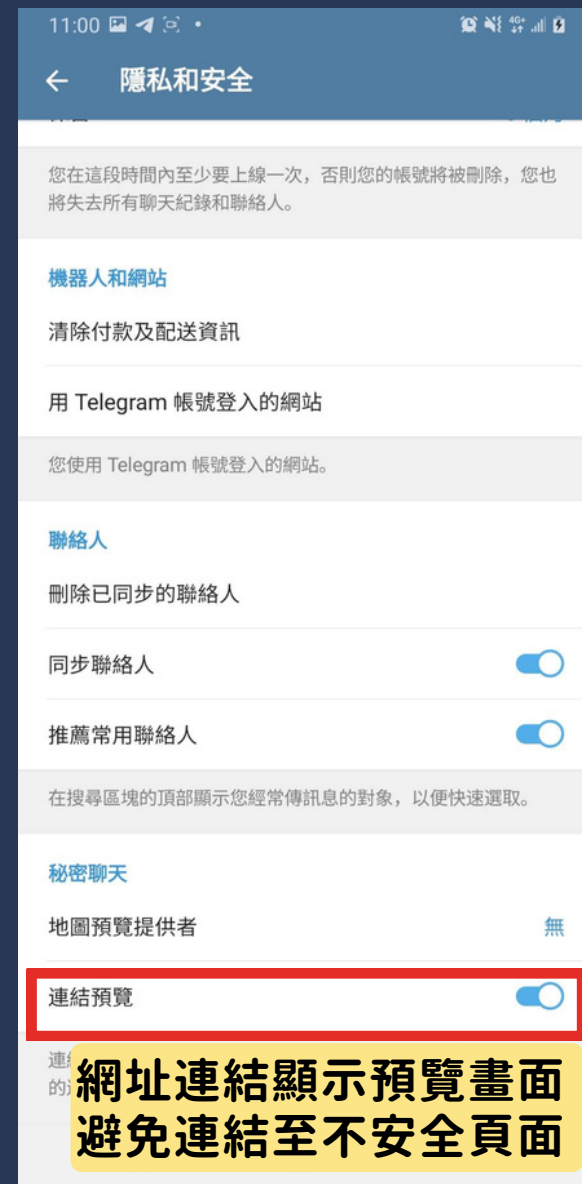 11:00
4G+
隱私和安全
您在這段時間內至少要上線一次，否則您的帳號將被刪除，您也
將失去所有聊天紀錄和聯絡人。
機器人和網站
清除付款及配送資訊
用 Telegram 帳號登入的網站
您使用 Telegram 帳號登入的網站。
聯絡人
刪除已同步的聯絡人
同步聯絡人
推薦常用聯絡人
在搜尋區塊的頂部顯示您經常傳訊息的對象，以便快速選取。
秘密聊天
地圖預覽提供者 無
連結預覽
網址連結顯示預覽畫面
避免連結至不安全頁面